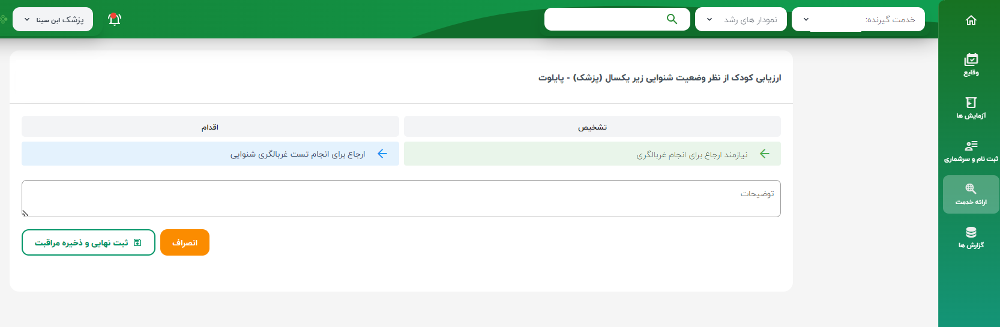 خدمت گیرنده:
نمودار های رشد
پزشک ابن سینا
وقایع
آزمایش ها
ثبت نام و سرشماری
ارائه خدمت
گزارش ها
ارزیابی کودک از نظر وضعیت شنوایی زیر یکسال (پزشک) - پایلوت
تشخیص
اقدام
نیازمند ارجاع برای انجام غربالگری
ارجاع برای انجام تست غربالگری شنوایی
توضیحات
انصراف
ثبت نهایی و ذخیره مراقبت